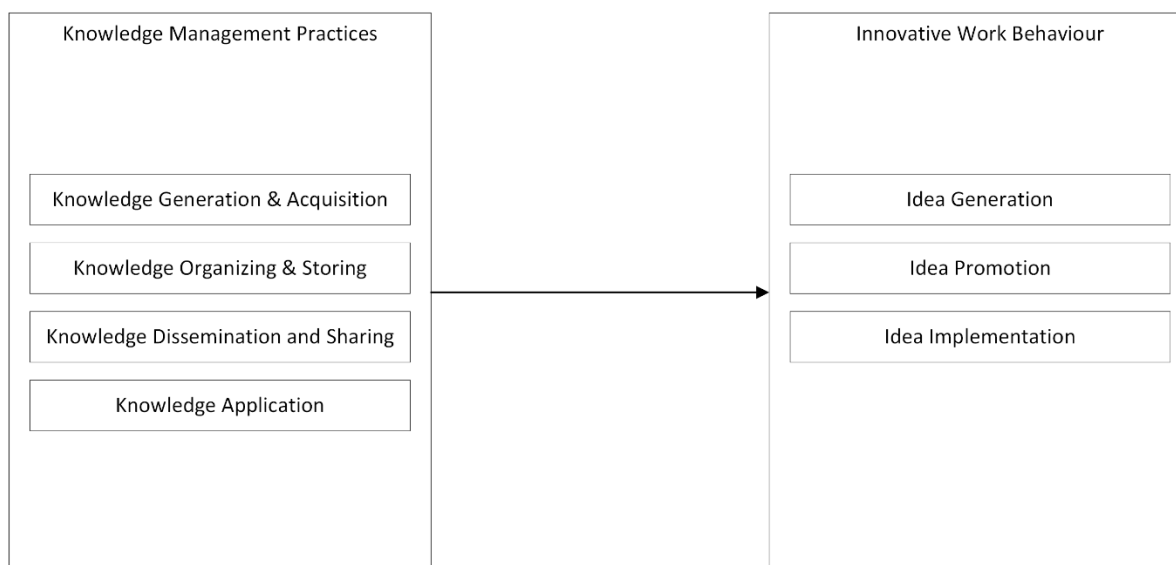 Knowledge Management Practices
Knowledge Generation & Acquisition
Knowledge Organizing & Storing
Knowledge Dissemination and Sharing
Knowledge Application
Innovative Work Behaviour
Idea Generation
Idea Promotion
Idea Implementation